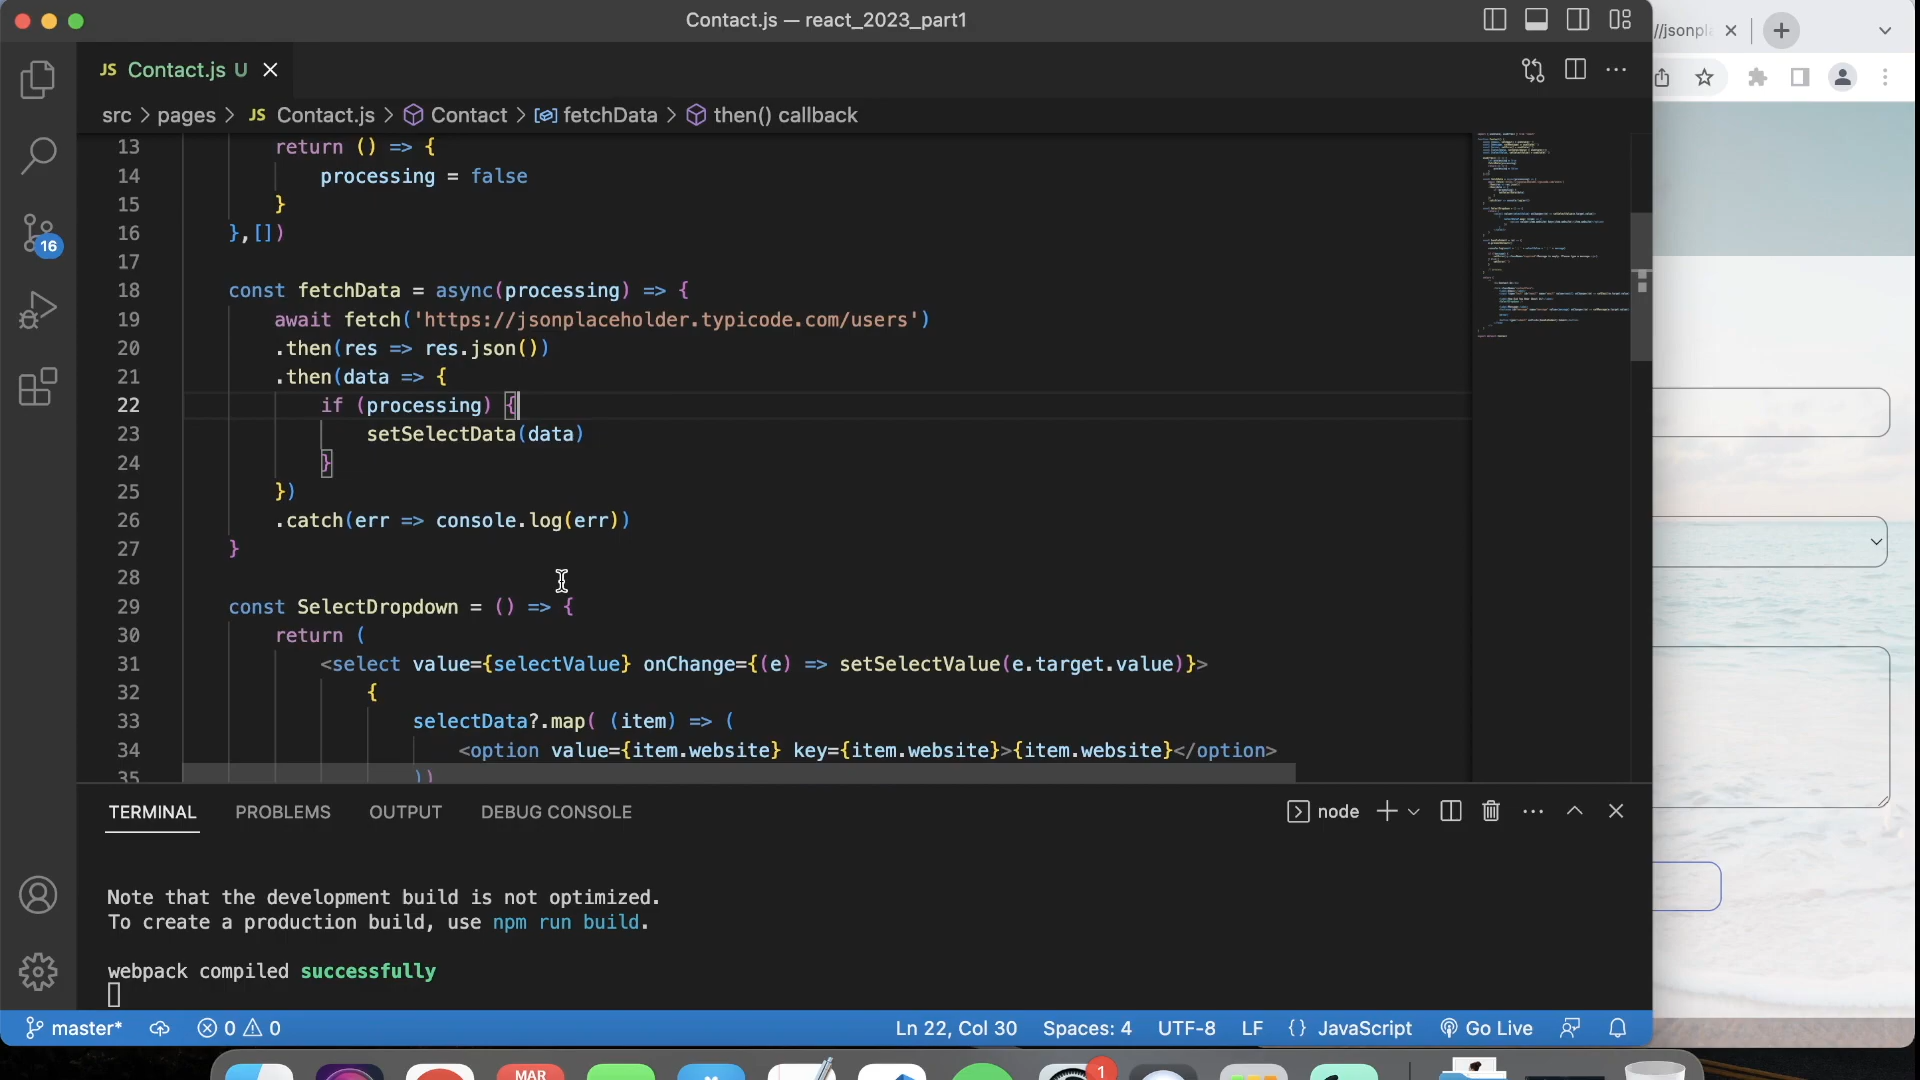 Contact.js — react_2023_part1
//jsonpl
JS Contact.js U
src > pages > JS Contact.js > Contact > fetchData > then() callback
13 return () => {
14 processing = false
15 }
16 },[])
17
18 const fetchData = async(processing) => {
19 await fetch('https://jsonplaceholder.typicode.com/users')
20 .then(res => res.json())
21 .then(data => {
22 if (processing) {
23 setSelectData(data)
24 }
25 })
26 .catch(err => console.log(err))
27 }
28
29 const SelectDropdown = () => {
30 return (
31 <select value={selectValue} onChange={(e) => setSelectValue(e.target.value)}>
32 {
33 selectData?.map( (item) => (
34 <option value={item.website} key={item.website}>{item.website}</option>
35 ))
16
TERMINAL PROBLEMS OUTPUT DEBUG CONSOLE node
Note that the development build is not optimized.
To create a production build, use npm run build.
webpack compiled successfully
master* 0 0 Ln 22, Col 30 Spaces: 4 UTF-8 LF {} JavaScript Go Live
MAR
1